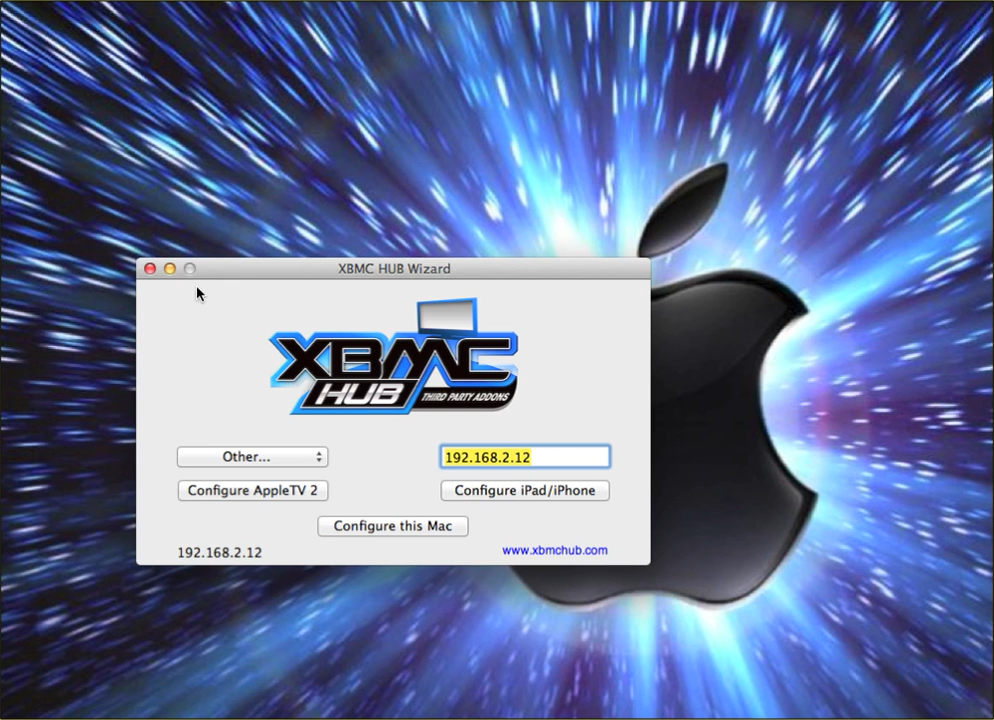 XBMC HUB Wizard
XBMC
HUB THIRD PARTY ADDONS
Other... 192.168.2.12
Configure AppleTV 2 Configure iPad/iPhone
Configure this Mac
192.168.2.12 www.xbmchub.com